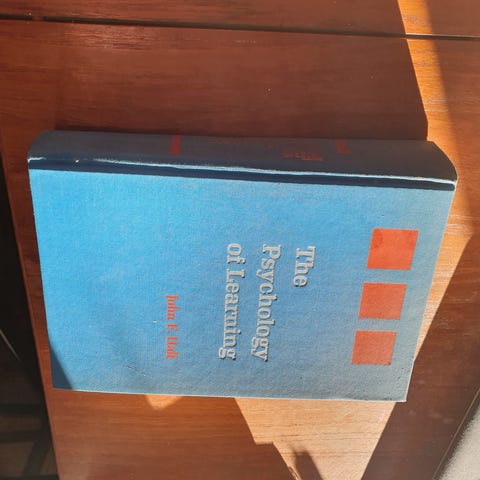 The
Psychology
of Learning
John F. Hall